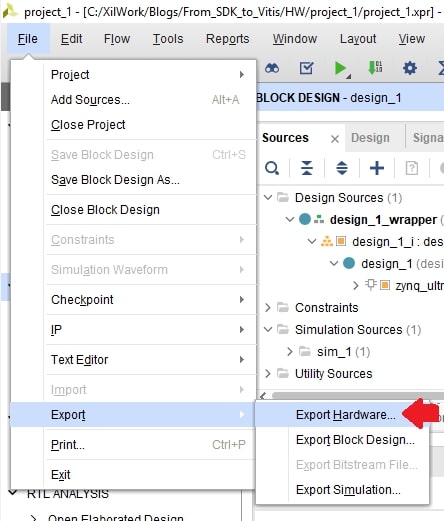 project_1 - [C:/XilWork/Blogs/From_SDK_to_Vitis/HW/project_1/project_1.xpr]
File Edit Flow Tools Reports Window Layout View
BLOCK DESIGN - design_1
Project
Add Sources... Alt+A
Close Project
Save Block Design Ctrl+S
Save Block Design As...
Close Block Design
Constraints
Simulation Waveform
Checkpoint
IP
Text Editor
Import
Export
Print... Ctrl+P
Exit
Sources Design Signa
Design Sources (1)
design_1_wrapper
design_1_i : des
design_1 (des
zynq_ultr
Constraints
Simulation Sources (1)
sim_1 (1)
Utility Sources
Export Hardware...
Export Block Design...
Export Bitstream File...
Export Simulation...
RTL ANALYSIS
Open Elaborated Design